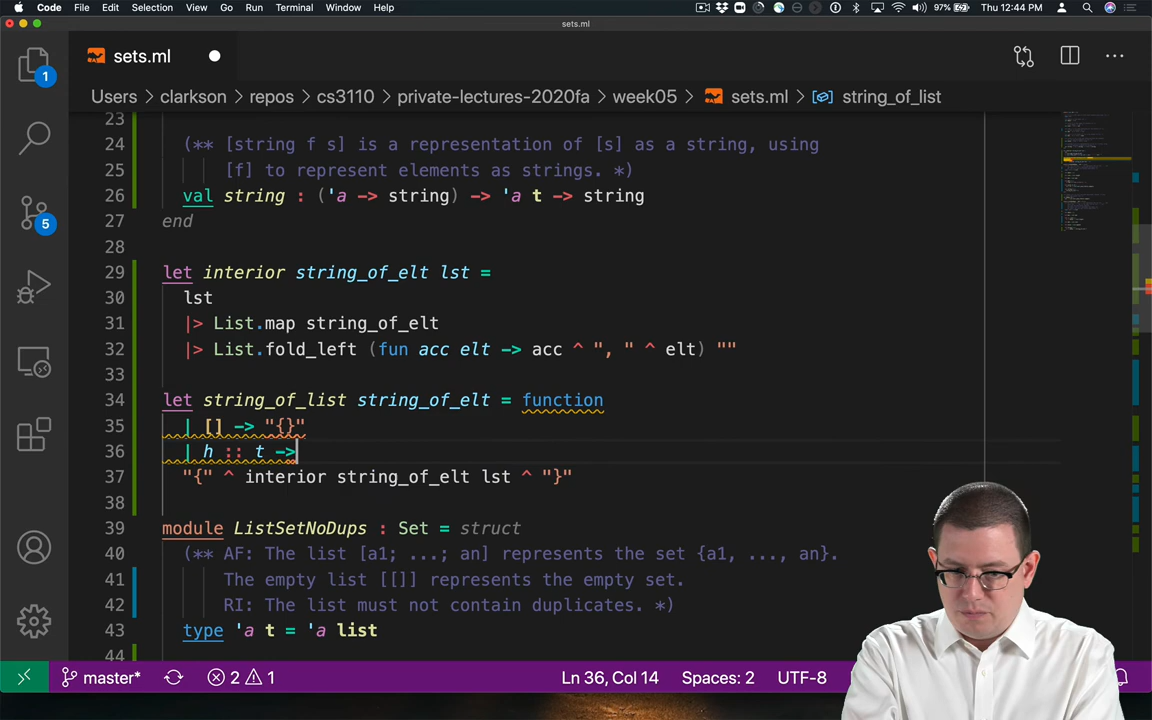 Code File Edit Selection View Go Run Terminal Window Help 97% Thu 12:44 PM
sets.ml
sets.ml
1
Users > clarkson > repos > cs3110 > private-lectures-2020fa > week05 > sets.ml > string_of_list
23
24 (** [string f s] is a representation of [s] as a string, using
25 [f] to represent elements as strings. *)
26 val string : ('a -> string) -> 'a t -> string
27 end
5
28
29 let interior string_of_elt lst =
30 lst
31 |> List.map string_of_elt
32 |> List.fold_left (fun acc elt -> acc ^ ", " ^ elt) ""
33
34 let string_of_list string_of_elt = function
35 | [] -> "{}"
36 | h :: t ->
37 "{" ^ interior string_of_elt lst ^ "}"
38
39 module ListSetNoDups : Set = struct
40 (** AF: The list [a1; ...; an] represents the set {a1, ..., an}.
41 The empty list [[]] represents the empty set.
42 RI: The list must not contain duplicates. *)
43 type 'a t = 'a list
44
master* 2 1 Ln 36, Col 14 Spaces: 2 UTF-8